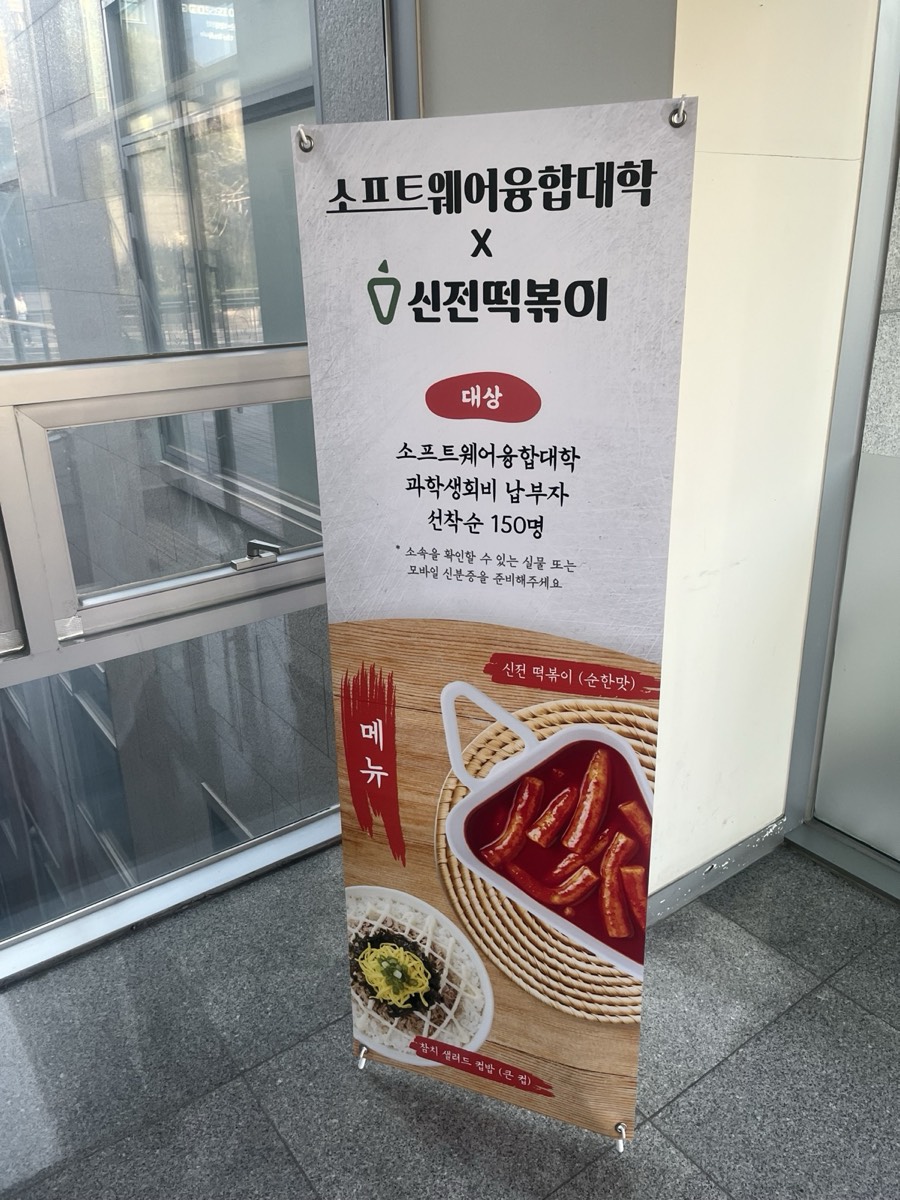 소프트웨어융합대학
X
신전떡볶이
대상
소프트웨어융합대학
과학생회비 납부자
선착순 150명
* 소속을 확인할 수 있는 실물 또는
모바일 신분증을 준비해주세요
신전 떡볶이 (순한맛)
메
뉴
참치 샐러드 컵밥 (큰 컵)